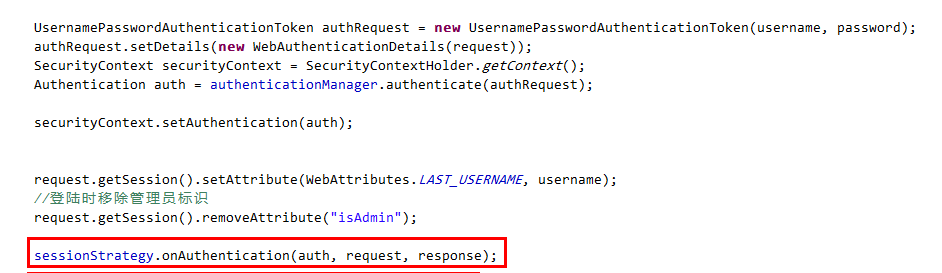 UsernamePasswordAuthenticationToken authRequest = new UsernamePasswordAuthenticationToken(username, password);
authRequest.setDetails(new WebAuthenticationDetails(request));
SecurityContext securityContext = SecurityContextHolder.getContext();
Authentication auth = authenticationManager.authenticate(authRequest);
securityContext.setAuthentication(auth);
request.getSession().setAttribute(WebAttributes.LAST_USERNAME, username);
//登陆时移除管理员标识
request.getSession().removeAttribute("isAdmin");
sessionStrategy.onAuthentication(auth, request, response);